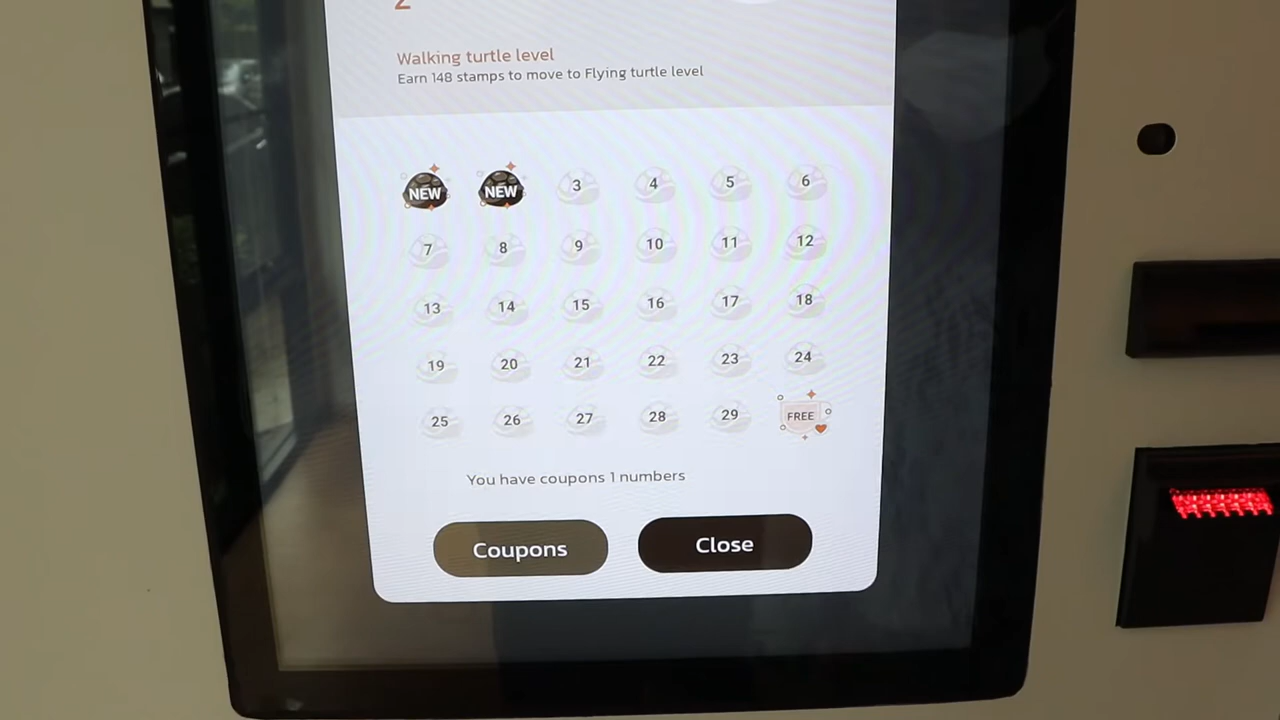 2
Walking turtle level
Earn 148 stamps to move to Flying turtle level
NEW NEW 3 4 5 6
7 8 9 10 11 12
13 14 15 16 17 18
19 20 21 22 23 24
25 26 27 28 29 FREE
You have coupons 1 numbers
Coupons Close